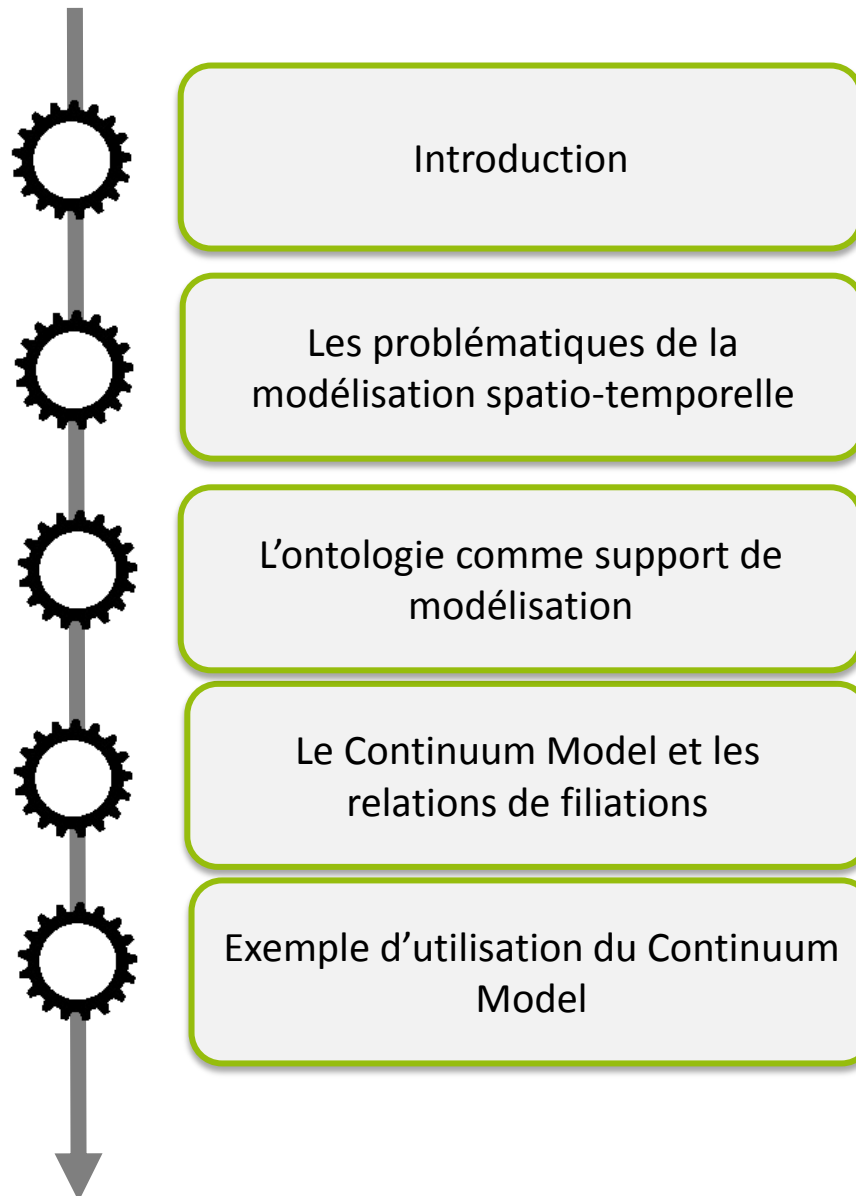 Introduction
Les problématiques de la
modélisation spatio-temporelle
L’ontologie comme support de
modélisation
Le Continuum Model et les
relations de filiations
Exemple d’utilisation du Continuum
Model